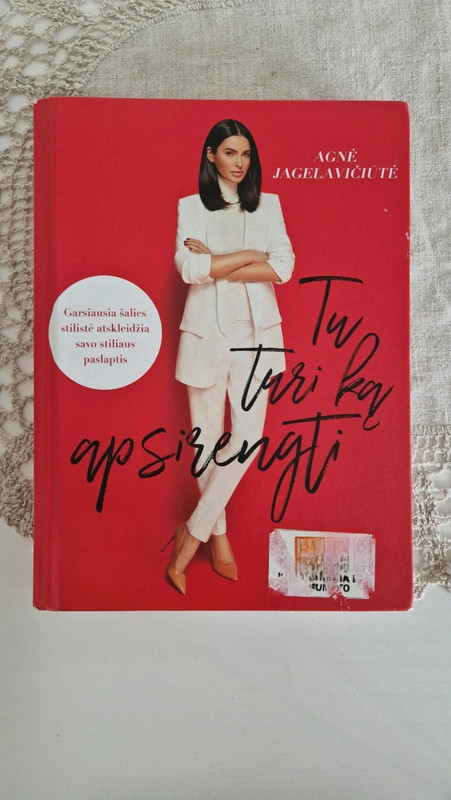 AGNĖ
JAGELAVIČIŪTĖ
Garsiausia šalies
stilistė atskleidžia
savo stiliaus
paslaptis
Tu
turi ką
apsirengti